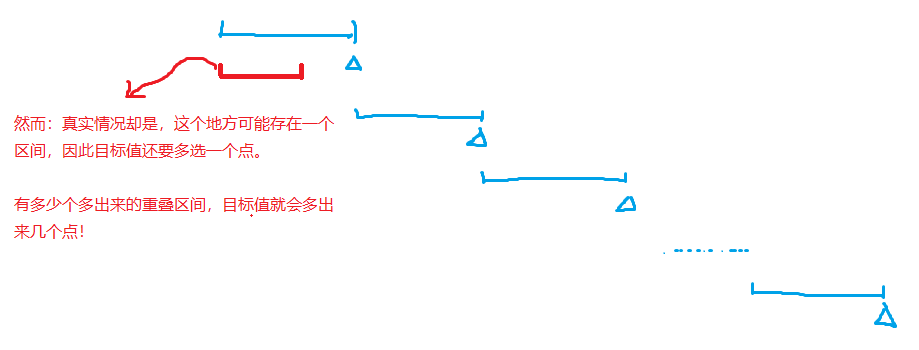 然而：真实情况却是，这个地方可能存在一个
区间，因此目标值还要多选一个点。
有多少个多出来的重叠区间，目标值就会多出
来几个点！